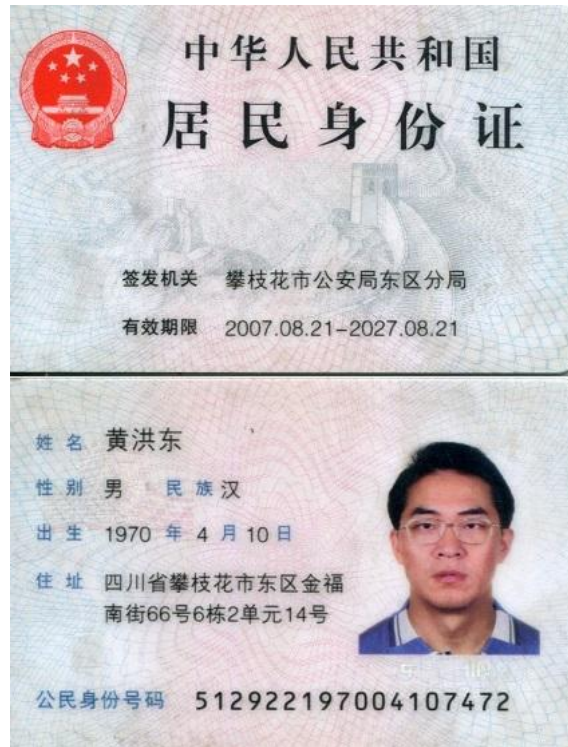 中华人民共和国
居民身份证
签发机关 攀枝花市公安局东区分局
有效期限 2007.08.21-2027.08.21
姓名 黄洪东
性别 男 民族 汉
出生 1970 年 4 月 10 日
住址 四川省攀枝花市东区金福
南街66号6栋2单元14号
公民身份号码 512922197004107472